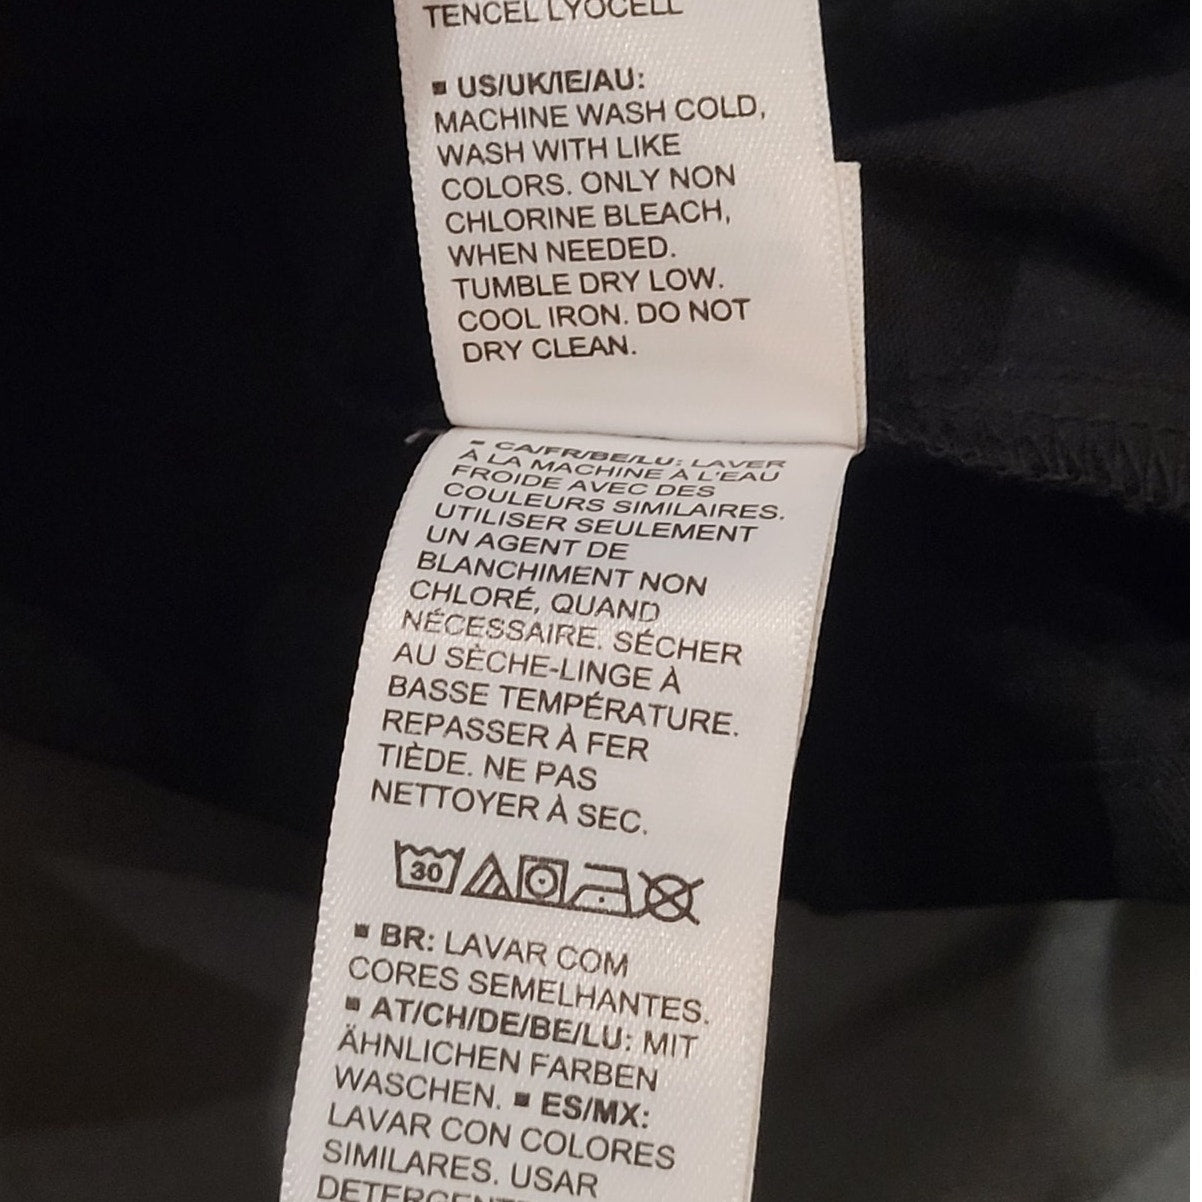 TENCEL LYOCELL
▪ US/UK/IE/AU:
MACHINE WASH COLD,
WASH WITH LIKE
COLORS. ONLY NON
CHLORINE BLEACH,
WHEN NEEDED.
TUMBLE DRY LOW.
COOL IRON. DO NOT
DRY CLEAN.
▪ CA/FR/BE/LU: LAVER
À LA MACHINE À L'EAU
FROIDE AVEC DES
COULEURS SIMILAIRES.
UTILISER SEULEMENT
UN AGENT DE
BLANCHIMENT NON
CHLORÉ, QUAND
NÉCESSAIRE. SÉCHER
AU SÈCHE-LINGE À
BASSE TEMPÉRATURE.
REPASSER À FER
TIÈDE. NE PAS
NETTOYER À SEC.
30
▪ BR: LAVAR COM
CORES SEMELHANTES.
▪ AT/CH/DE/BE/LU: MIT
ÄHNLICHEN FARBEN
WASCHEN. ▪ ES/MX:
LAVAR CON COLORES
SIMILARES. USAR